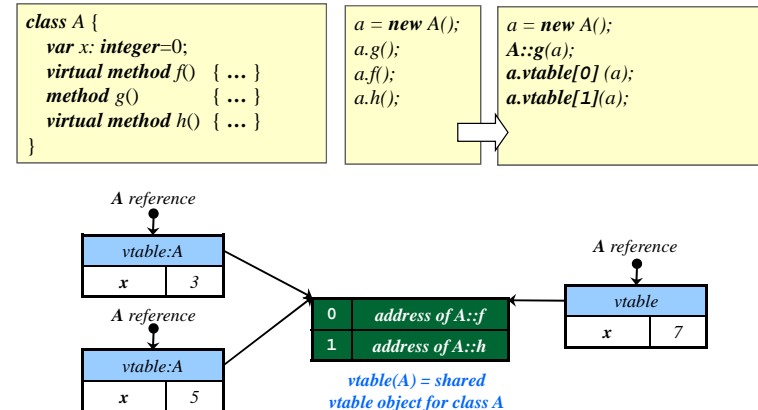 class A {
var x: integer=0;
virtual method f() { … }
method g() { … }
virtual method h() { … }
}
a = new A();
a.g();
a.f();
a.h();
a = new A();
A::g(a);
a.vtable[0] (a);
a.vtable[1](a);
A reference
vtable:A
x 3
A reference
vtable:A
x 5
0 address of A::f
1 address of A::h
vtable(A) = shared
vtable object for class A
A reference
vtable
x 7